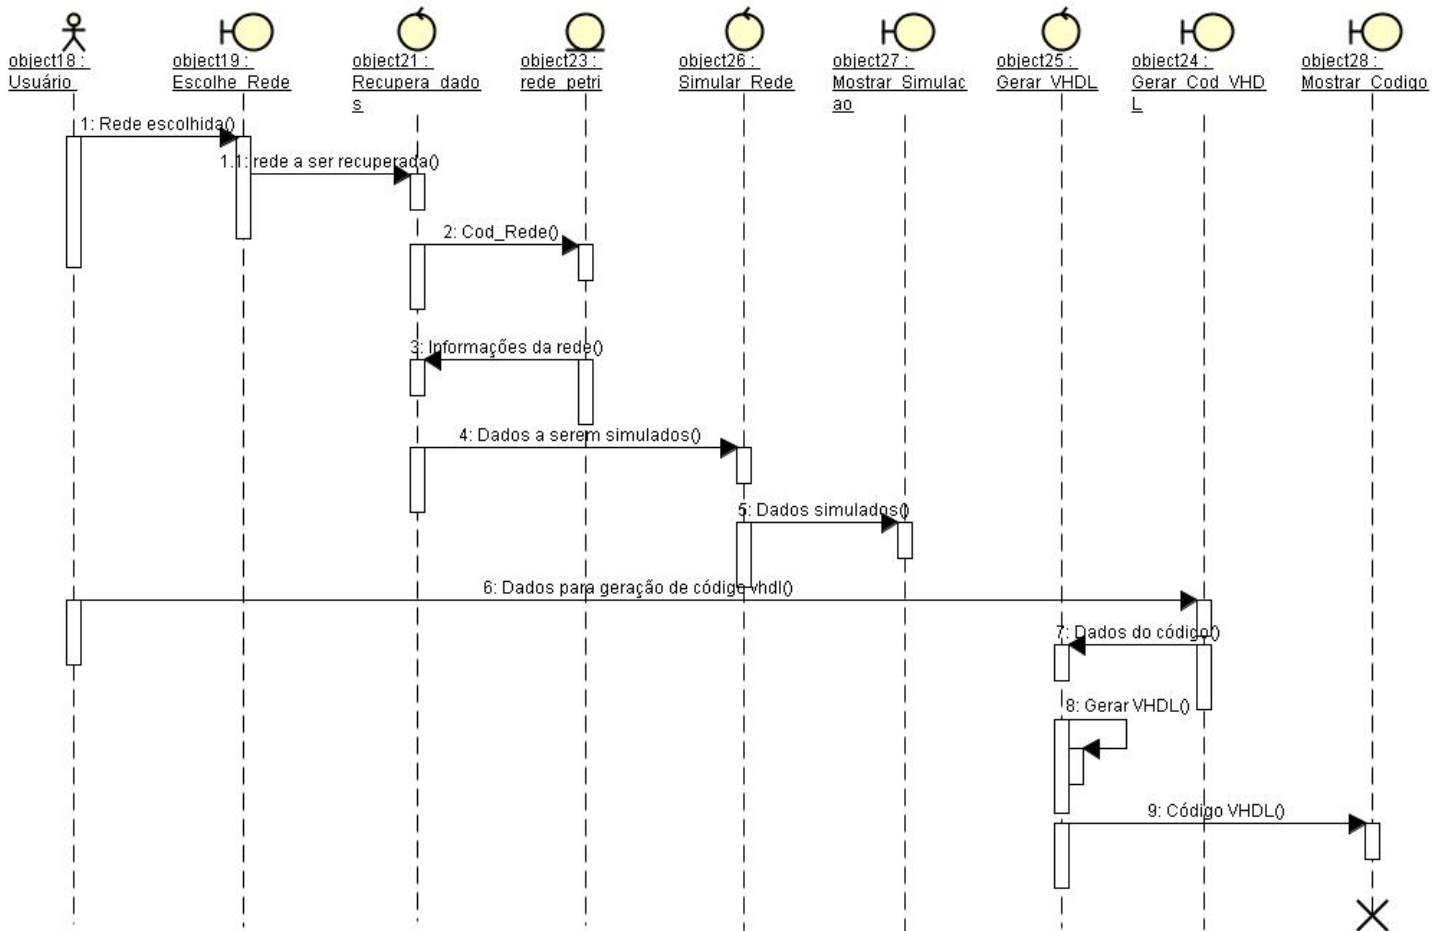 object18 :
Usuário
object19 :
Escolhe_Rede
object21 :
Recupera_dado
s
object23 :
rede_petri
object26 :
Simular_Rede
object27 :
Mostrar_Simulac
ao
object25 :
Gerar_VHDL
object24 :
Gerar_Cod_VHD
L
object28 :
Mostrar_Codigo
1: Rede escolhida()
1.1: rede a ser recuperada()
2: Cod_Rede()
3: Informações da rede()
4: Dados a serem simulados()
5: Dados simulados()
6: Dados para geração de código vhdl()
7: Dados do código()
8: Gerar VHDL()
9: Código VHDL()